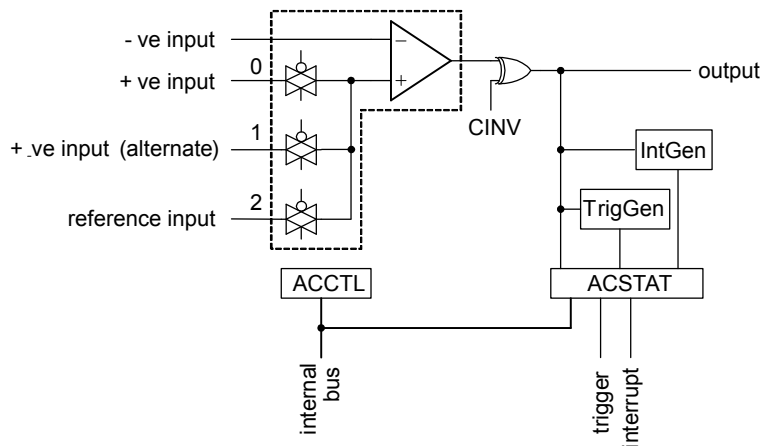 - ve input
−
0
+ ve input
+
output
CINV
1
+ ve input (alternate)
IntGen
2
reference input
TrigGen
ACCTL
ACSTAT
internal
bus
trigger
interrupt